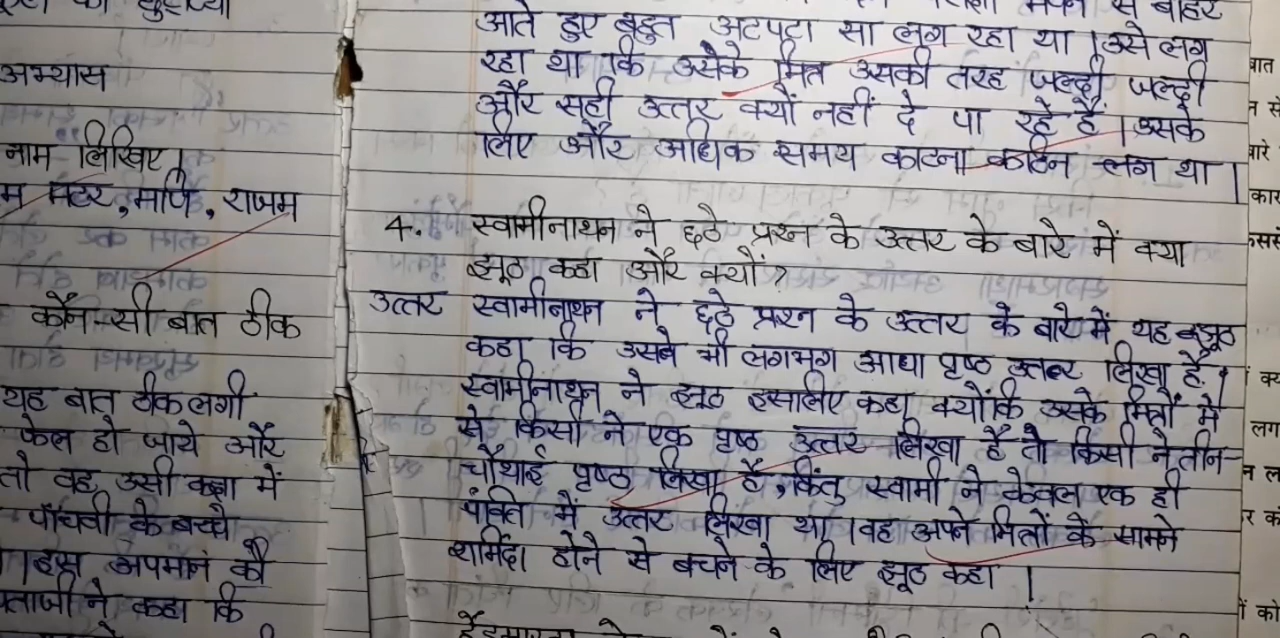 अभ्यास
नाम लिखिए।
म मटर, मणि, राजम
कौन-सी बात ठीक
यह बात ठीक लगी
फेल हो जाये और
तो वह उसी कक्षा में
पाँचवी के बच्चे
। इस अपमान को
ने कहा कि
से बाहर
आते हुए बहुत अटपटा सा लग रहा था। उसे लग
रहा था कि उसके मित्र उसकी तरह जल्दी जल्दी
और सही उत्तर क्यों नहीं दे पा रहे हैं। उसके
लिए और अधिक समय काटना कठिन लग था।
4. स्वामीनाथन ने छठे प्रश्न के उत्तर के बारे में क्या
झूठ कहा और क्यों?
उत्तर स्वामीनाथन ने छठे प्रश्न के उत्तर के बारे में यह झूठ
कहा कि उसने भी लगभग आधा पृष्ठ उत्तर लिखा है।
स्वामीनाथन ने झूठ इसलिए कहा क्योंकि उसके मित्रों में
से किसी ने एक पृष्ठ उत्तर लिखा है तो किसी ने तीन-
चौथाई पृष्ठ लिखा है, किंतु स्वामी ने केवल एक ही
पंक्ति में उत्तर लिखा था। वह अपने मित्रों के सामने
शर्मिंदा होने से बचने के लिए झूठ कहा।